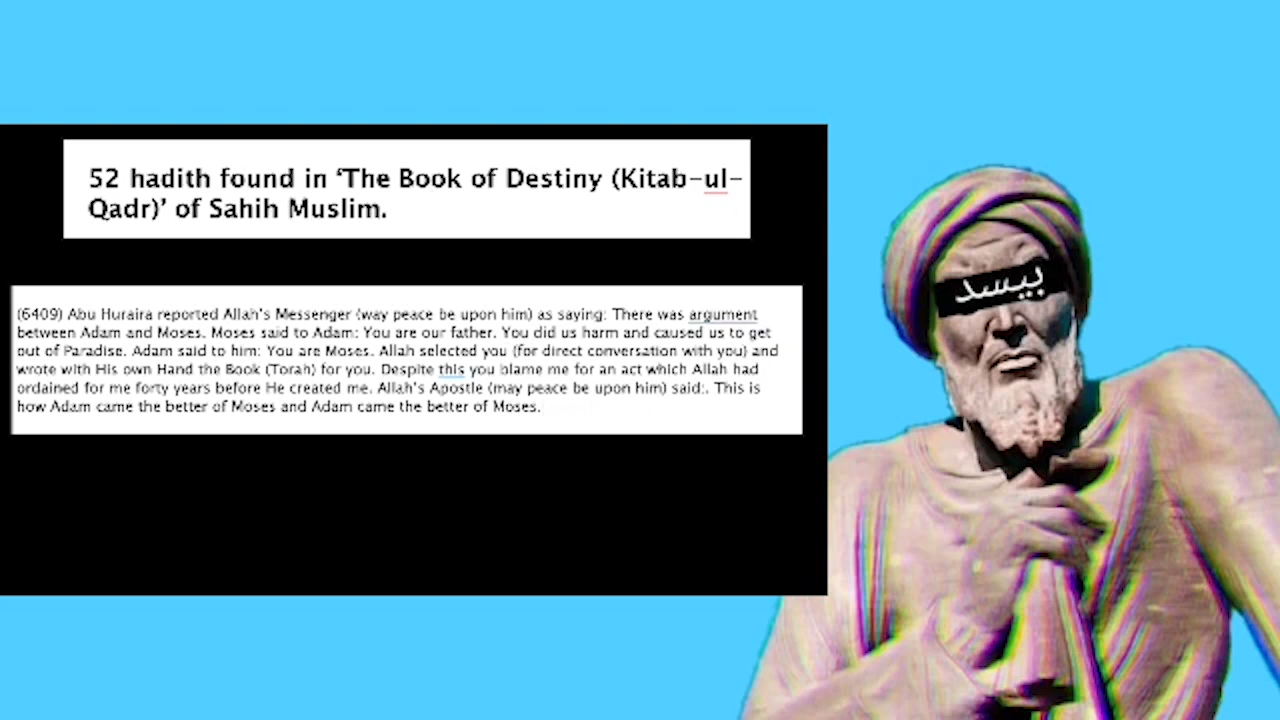 52 hadith found in ‘The Book of Destiny (Kitab-ul-
Qadr)’ of Sahih Muslim.
(6409) Abu Huraira reported Allah's Messenger (way peace be upon him) as saying: There was argument
between Adam and Moses. Moses said to Adam: You are our father. You did us harm and caused us to get
out of Paradise. Adam said to him: You are Moses. Allah selected you (for direct conversation with you) and
wrote with His own Hand the Book (Torah) for you. Despite this you blame me for an act which Allah had
ordained for me forty years before He created me. Allah's Apostle (may peace be upon him) said:. This is
how Adam came the better of Moses and Adam came the better of Moses.
بيسد